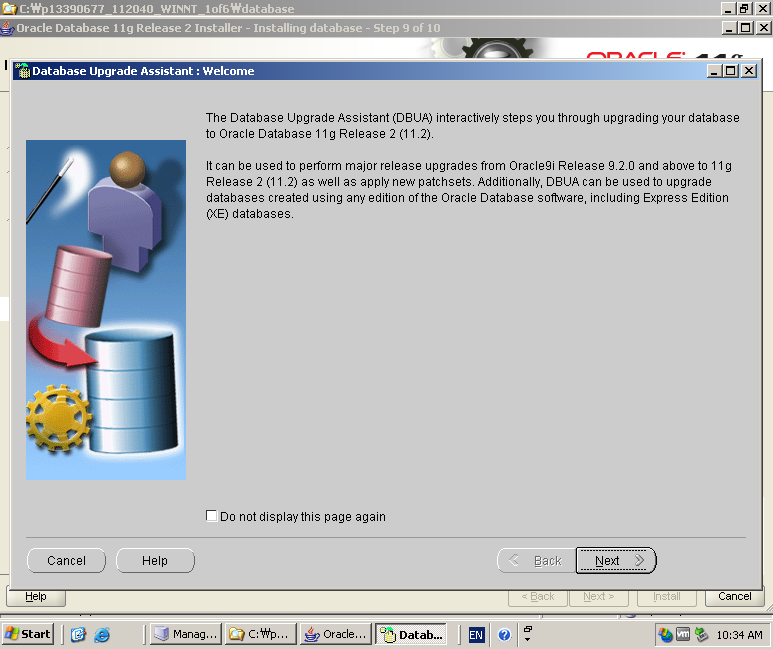 C:₩p13390677_112040_WINNT_1of6₩database
Oracle Database 11g Release 2 Installer - Installing database - Step 9 of 10
Database Upgrade Assistant : Welcome
The Database Upgrade Assistant (DBUA) interactively steps you through upgrading your database
to Oracle Database 11g Release 2 (11.2).
It can be used to perform major release upgrades from Oracle9i Release 9.2.0 and above to 11g
Release 2 (11.2) as well as apply new patchsets. Additionally, DBUA can be used to upgrade
databases created using any edition of the Oracle Database software, including Express Edition
(XE) databases.
Do not display this page again
Cancel
Help
Back
Next
Help
< Back
Next >
Install
Cancel
Start
Manag...
C:₩p...
Oracle...
Datab...
EN
10:34 AM